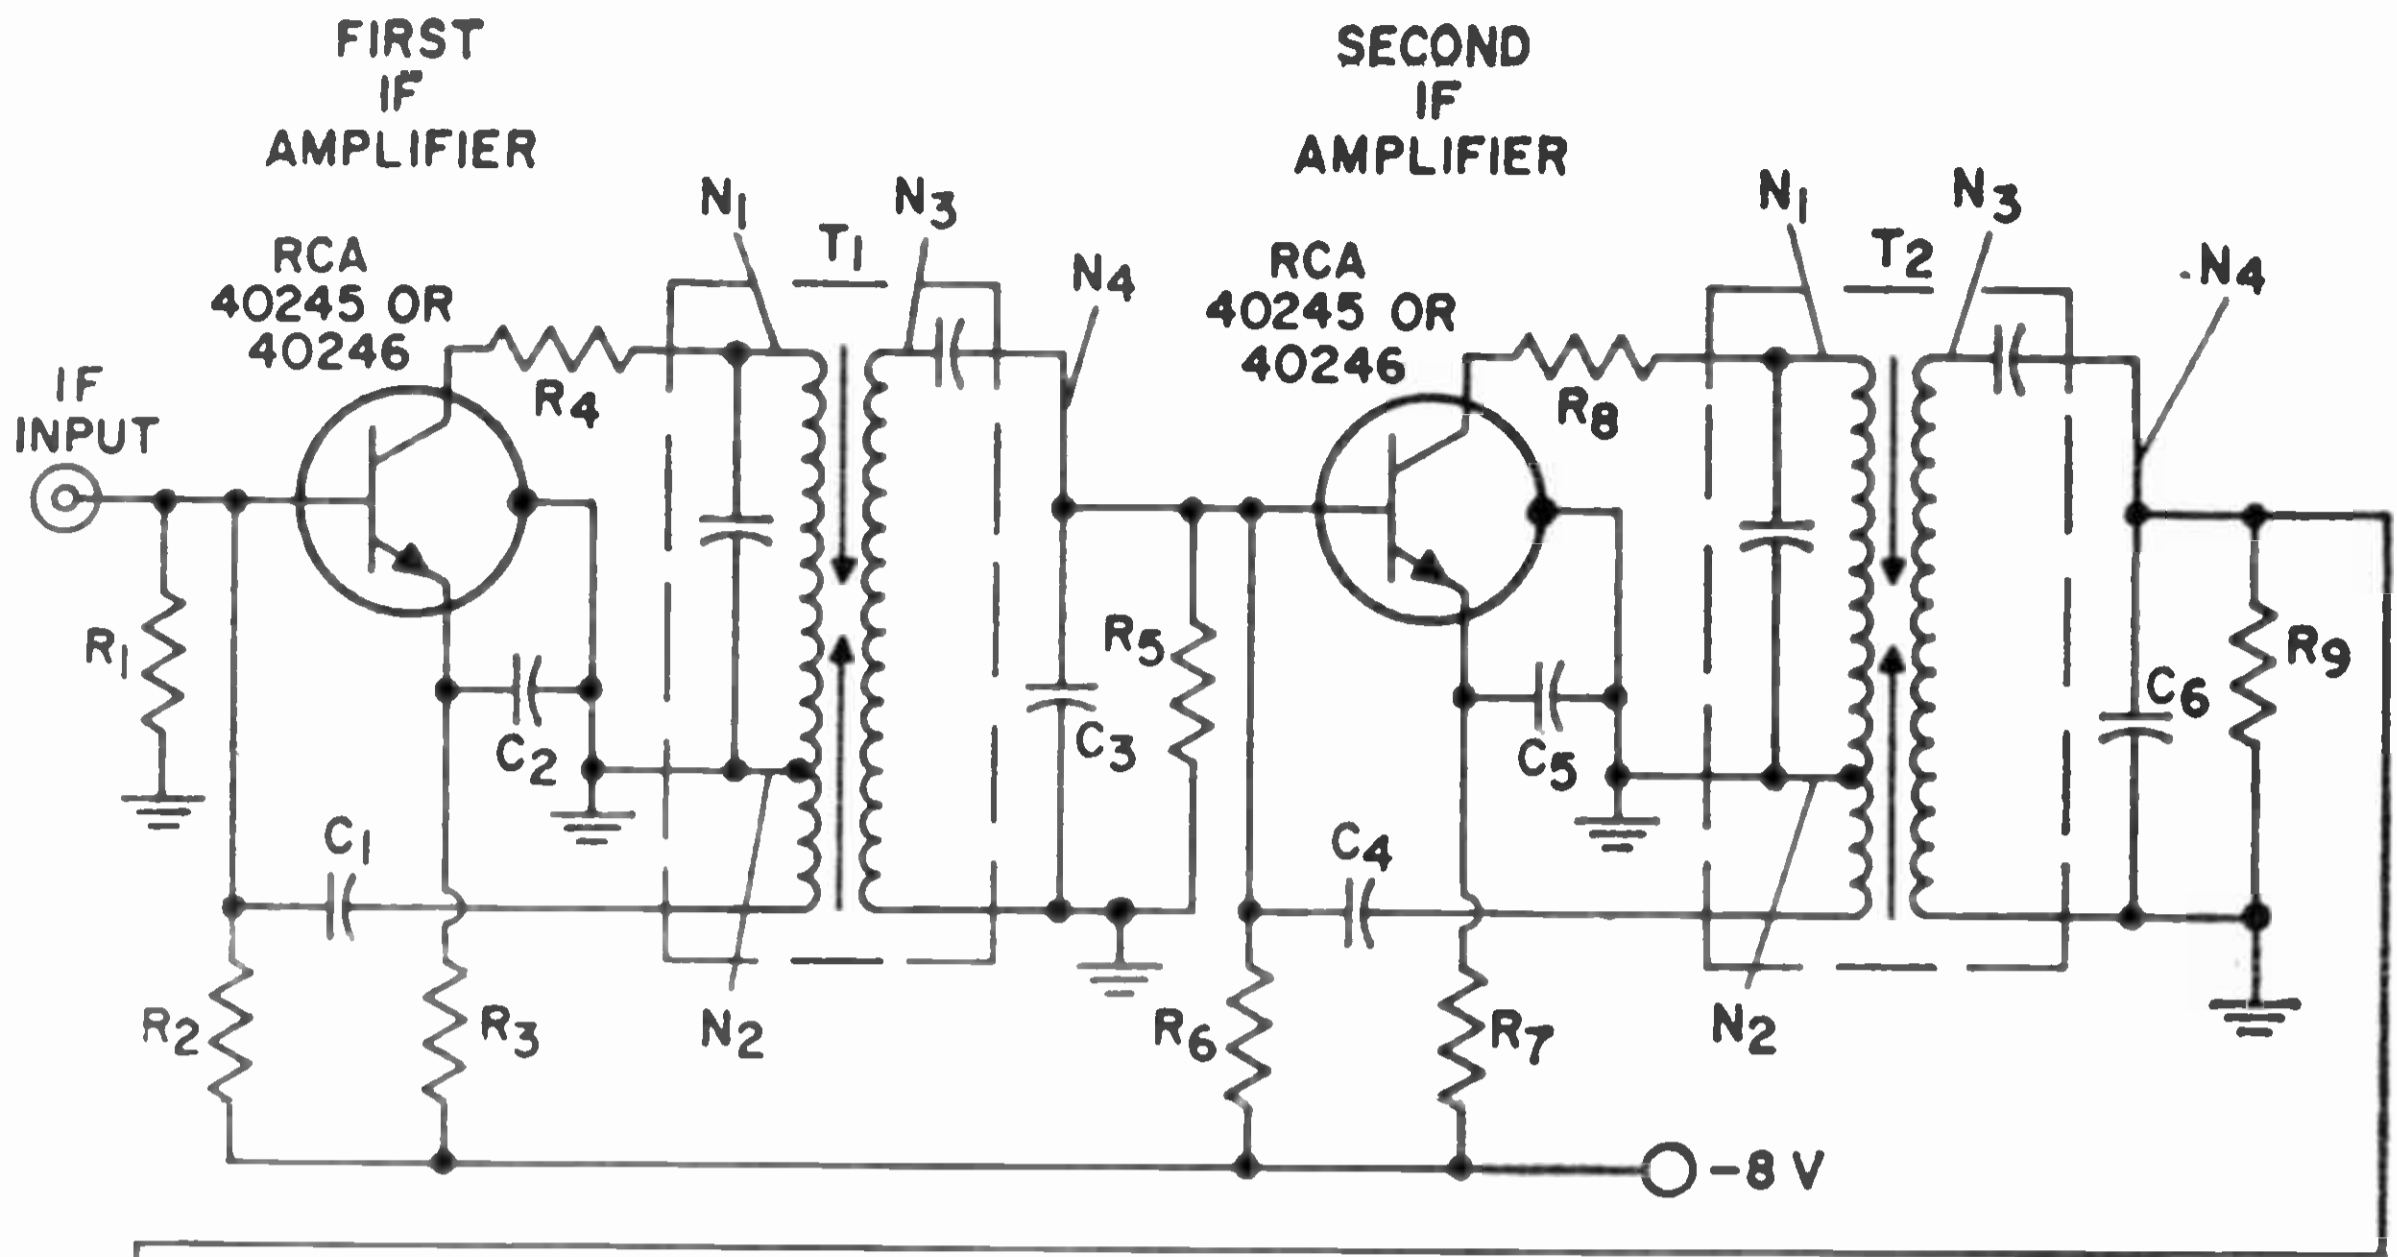 FIRST
IF
AMPLIFIER
SECOND
IF
AMPLIFIER
N1
T1
N3
N4
N1
T2
N3
N4
RCA
40245 OR
40246
RCA
40245 OR
40246
IF
INPUT
R4
R8
R1
C2
C1
C3
R5
C5
C4
C6
R9
R2
R3
N2
R6
R7
N2
-8 V